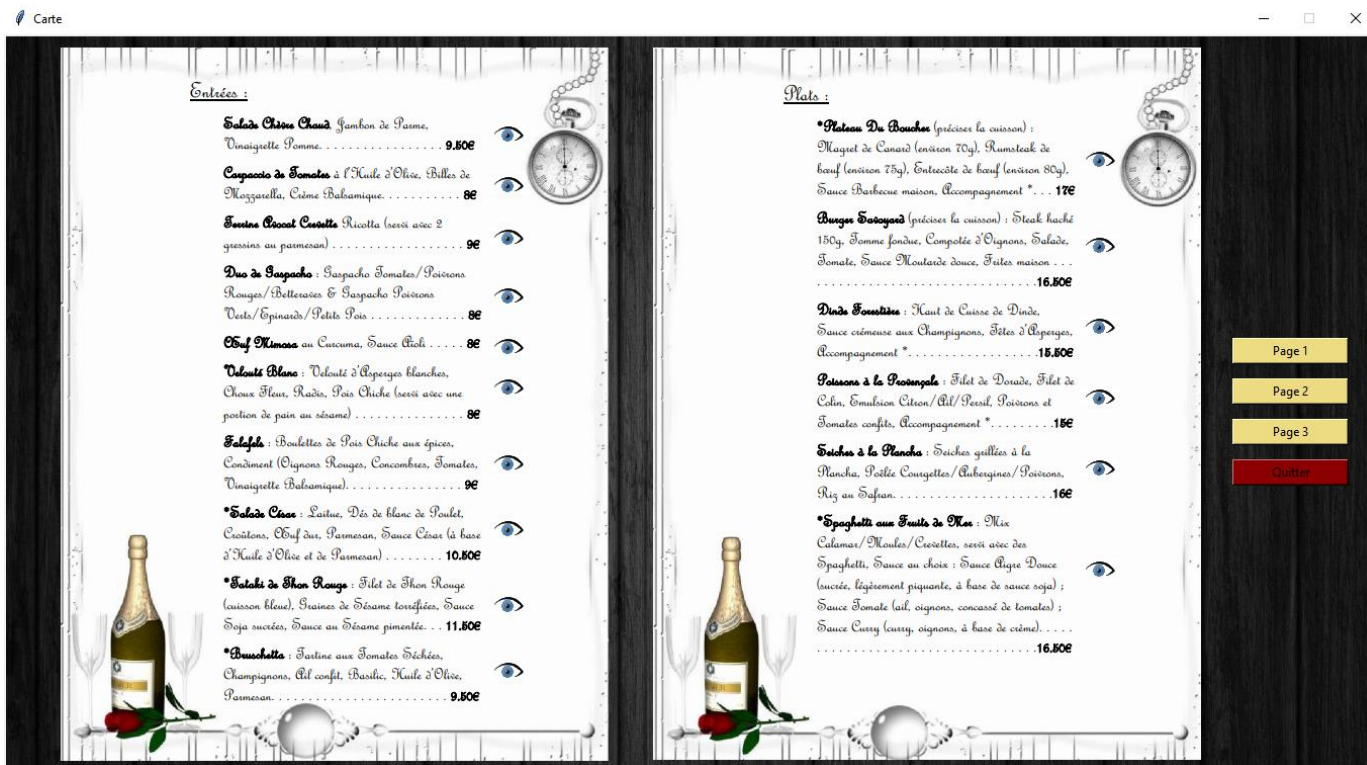 Carte
Entrées :
Salade Chèvre Chaud, Jambon de Parme,
Vinaigrette Pomme. . . . . . . . . . . . . . . . . 9.50€
Carpaccio de Tomates à l'Huile d'Olive, Billes de
Mozzarella, Crème Balsamique. . . . . . . . . . . 8€
Terrine Avocat Crevette Ricotta (servi avec 2
gressins au parmesan) . . . . . . . . . . . . . . . . . . 9€
Duo de Gaspacho : Gaspacho Tomates/Poivrons
Rouges/Betteraves & Gaspacho Poivrons
Verts/Epinards/Petits Pois . . . . . . . . . . . . . 8€
Œuf Mimosa au Curcuma, Sauce Aïoli . . . . . 8€
Velouté Blanc : Velouté d'Asperges blanches,
Choux Fleur, Radis, Pois Chiche (servi avec une
portion de pain au sésame) . . . . . . . . . . . . . . . 8€
Falafels : Boulettes de Pois Chiche aux épices,
Condiment (Oignons Rouges, Concombres, Tomates,
Vinaigrette Balsamique). . . . . . . . . . . . . . . . 9€
*Salade César : Laitue, Dés de blanc de Poulet,
Croûtons, Œuf dur, Parmesan, Sauce César (à base
d'Huile d'Olive et de Parmesan) . . . . . . . . 10.50€
*Tataki de Thon Rouge : Filet de Thon Rouge
(cuisson bleue), Graines de Sésame torréfiées, Sauce
Soja sucrées, Sauce au Sésame pimentée. . . 11.50€
*Bruschetta : Tartine aux Tomates Séchées,
Champignons, Ail confit, Basilic, Huile d'Olive,
Parmesan. . . . . . . . . . . . . . . . . . . . . . . . 9.50€
Plats :
*Plateau Du Boucher (préciser la cuisson) :
Magret de Canard (environ 70g), Rumsteak de
bœuf (environ 75g), Entrecôte de bœuf (environ 80g),
Sauce Barbecue maison, Accompagnement *. . . 17€
Burger Savoyard (préciser la cuisson) : Steak haché
150g, Tomme fondue, Compotée d'Oignons, Salade,
Tomate, Sauce Moutarde douce, Frites maison . . .
. . . . . . . . . . . . . . . . . . . . . . . . . . . . . .16.50€
Dinde Forestière : Haut de Cuisse de Dinde,
Sauce crémeuse aux Champignons, Têtes d'Asperges,
Accompagnement *. . . . . . . . . . . . . . . . . .15.50€
Poissons à la Provençale : Filet de Dorade, Filet de
Colin, Emulsion Citron/Ail/Persil, Poivrons et
Tomates confits, Accompagnement *. . . . . . . . .15€
Seiches à la Plancha : Seiches grillées à la
Plancha, Poêlée Courgettes/Aubergines/Poivrons,
Riz au Safran. . . . . . . . . . . . . . . . . . . . . .16€
*Spaghetti aux Fruits de Mer : Mix
Calamar/Moules/Crevettes, servi avec des
Spaghetti, Sauce au choix : Sauce Aigre Douce
(sucrée, légèrement piquante, à base de sauce soja) ;
Sauce Tomate (ail, oignons, concassé de tomates) ;
Sauce Curry (curry, oignons, à base de crème). . . . .
. . . . . . . . . . . . . . . . . . . . . . . . . . . . . .16.50€
Page 1
Page 2
Page 3
Quitter